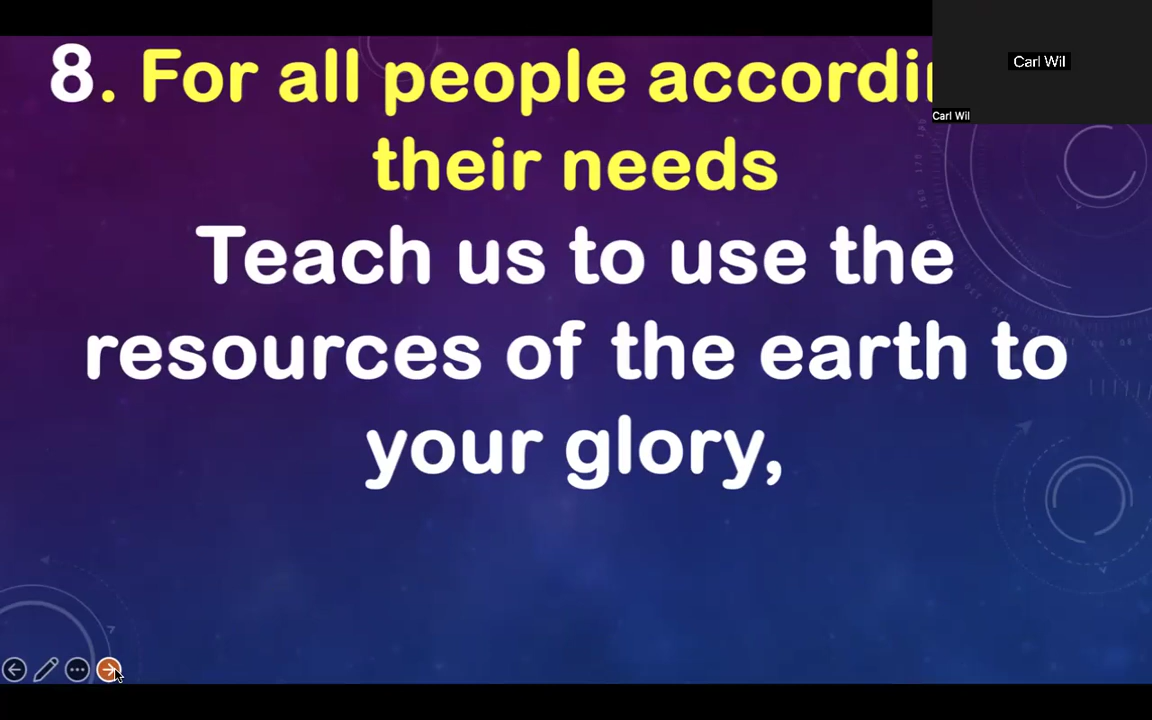 8. For all people
their needs
Teach us to use the
resources of the earth to
your glory,
Carl Wil
Carl Wil